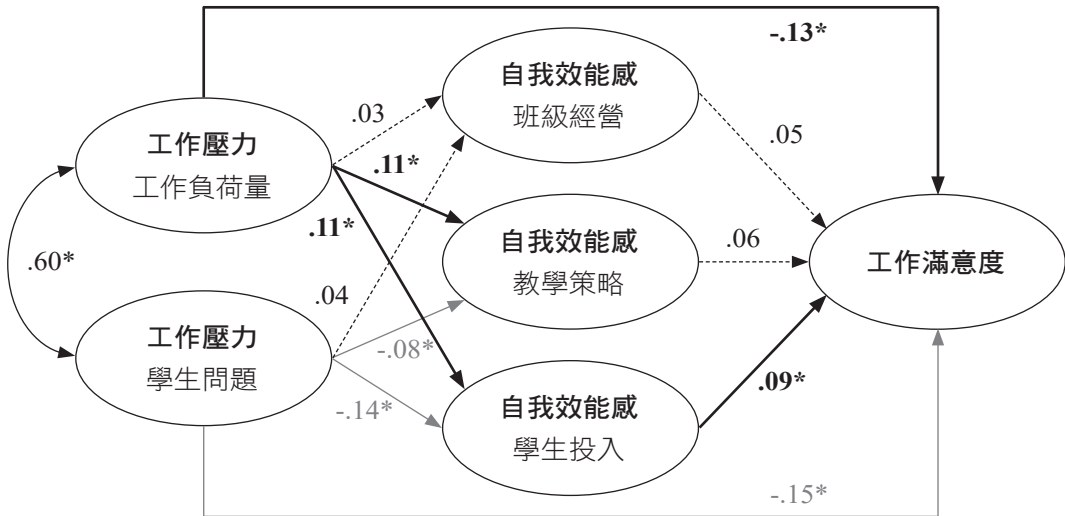 -.13*
自我效能感
班級經營
.03
工作壓力
工作負荷量
.11*
.05
.11*
自我效能感
教學策略
.06
工作滿意度
.60*
.04
工作壓力
學生問題
-.08*
-.14*
自我效能感
學生投入
.09*
-.15*